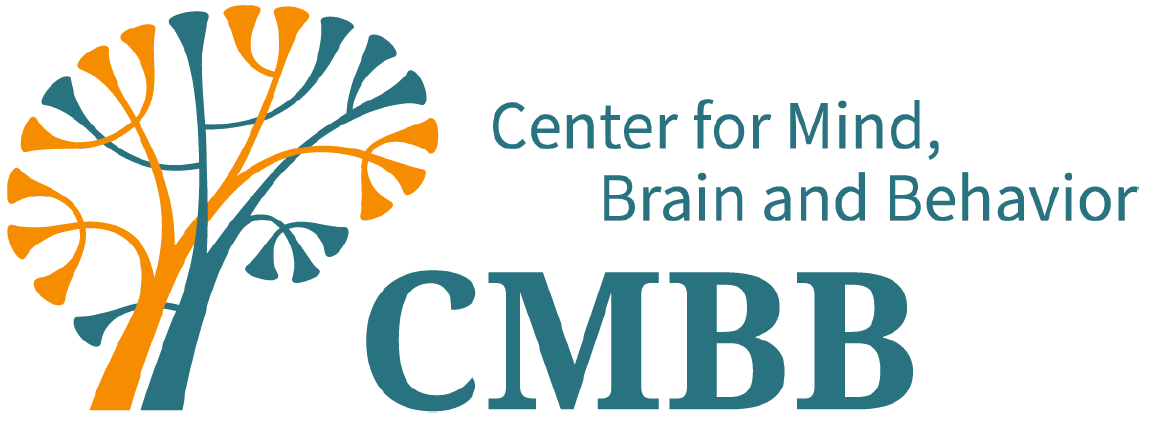 Center for Mind,
Brain and Behavior
CMBB